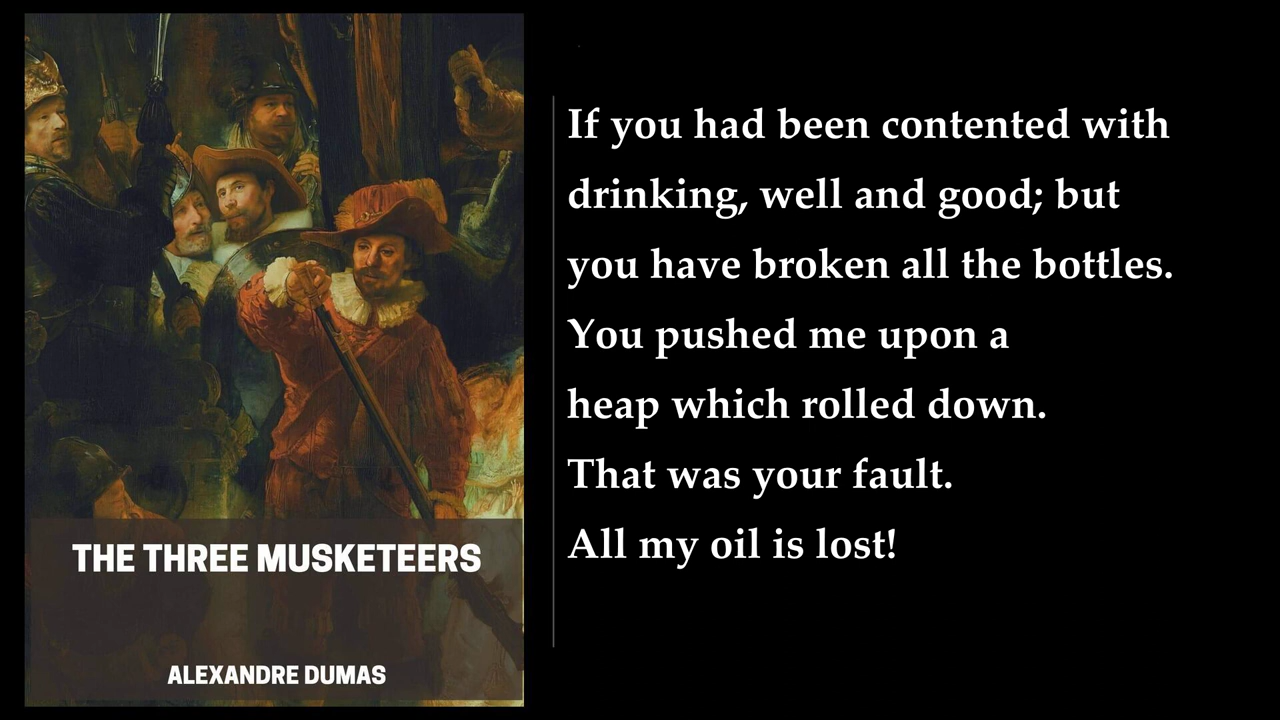 THE THREE MUSKETEERS
ALEXANDRE DUMAS
If you had been contented with
drinking, well and good; but
you have broken all the bottles.
You pushed me upon a
heap which rolled down.
That was your fault.
All my oil is lost!